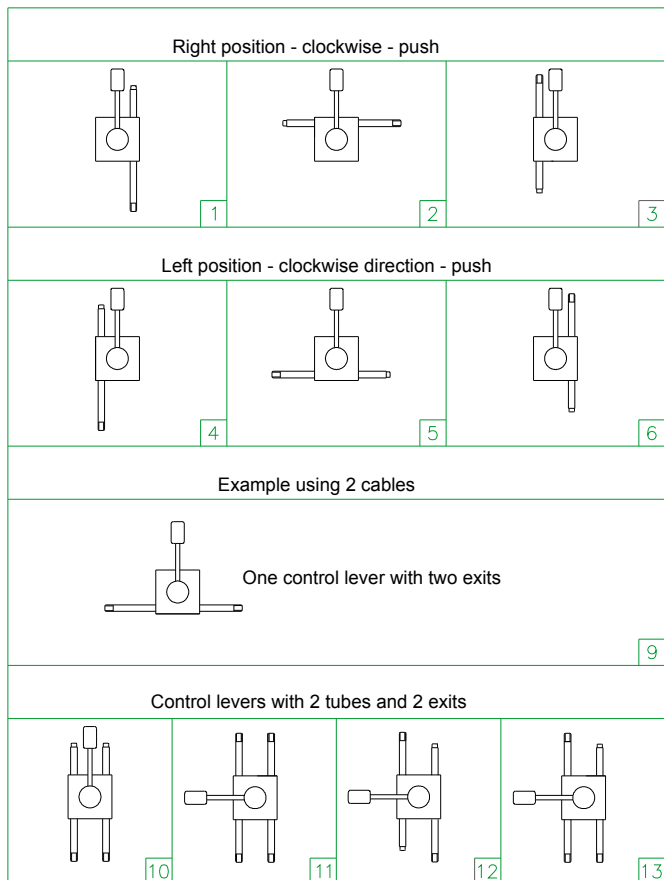 Right position - clockwise - push
1
2
3
Left position - clockwise direction - push
4
5
6
Example using 2 cables
One control lever with two exits
9
Control levers with 2 tubes and 2 exits
10
11
12
13